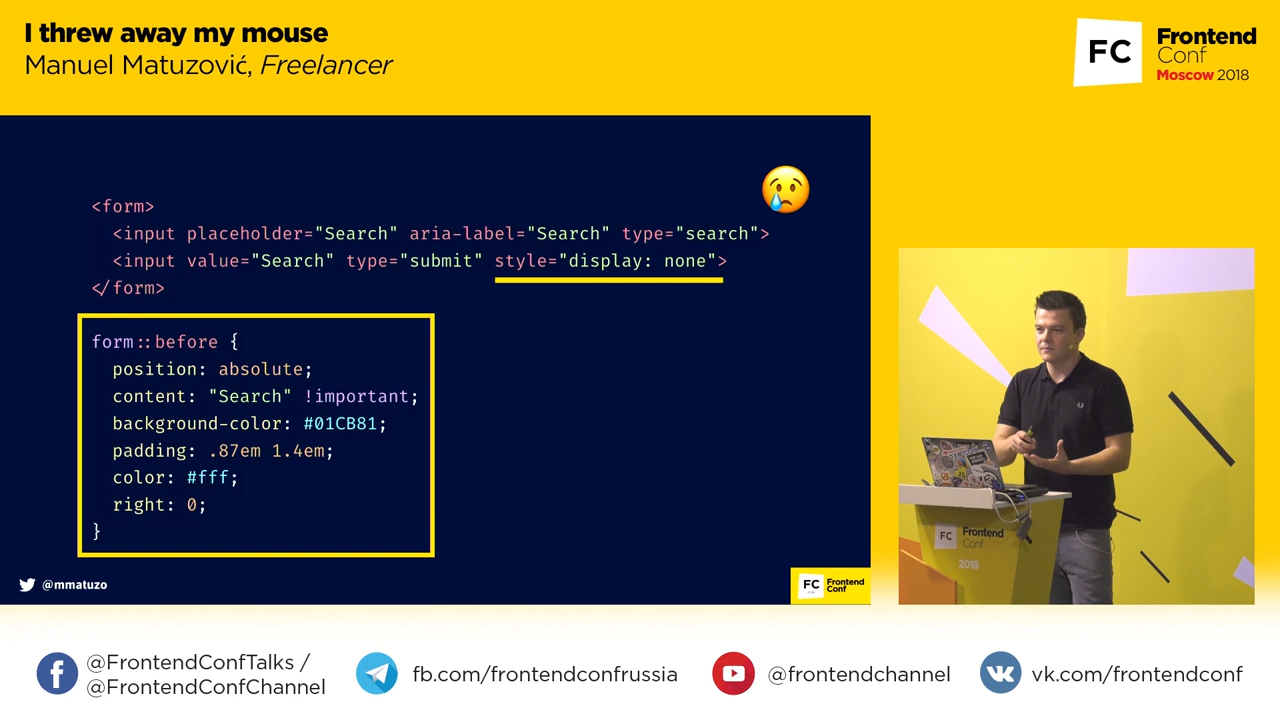 I threw away my mouse
Manuel Matuzović, Freelancer
FC
Frontend
Conf
Moscow 2018
<form>
<input placeholder="Search" aria-label="Search" type="search">
<input value="Search" type="submit" style="display: none">
</form>
form::before {
position: absolute;
content: "Search" !important;
background-color: #01CB81;
padding: .87em 1.4em;
color: #fff;
right: 0;
}
@mmatuzo
FC
Frontend
Conf
FC
Frontend
Conf
2018
@FrontendConfTalks /
@FrontendConfChannel
fb.com/frontendconfrussia
@frontendchannel
vk.com/frontendconf